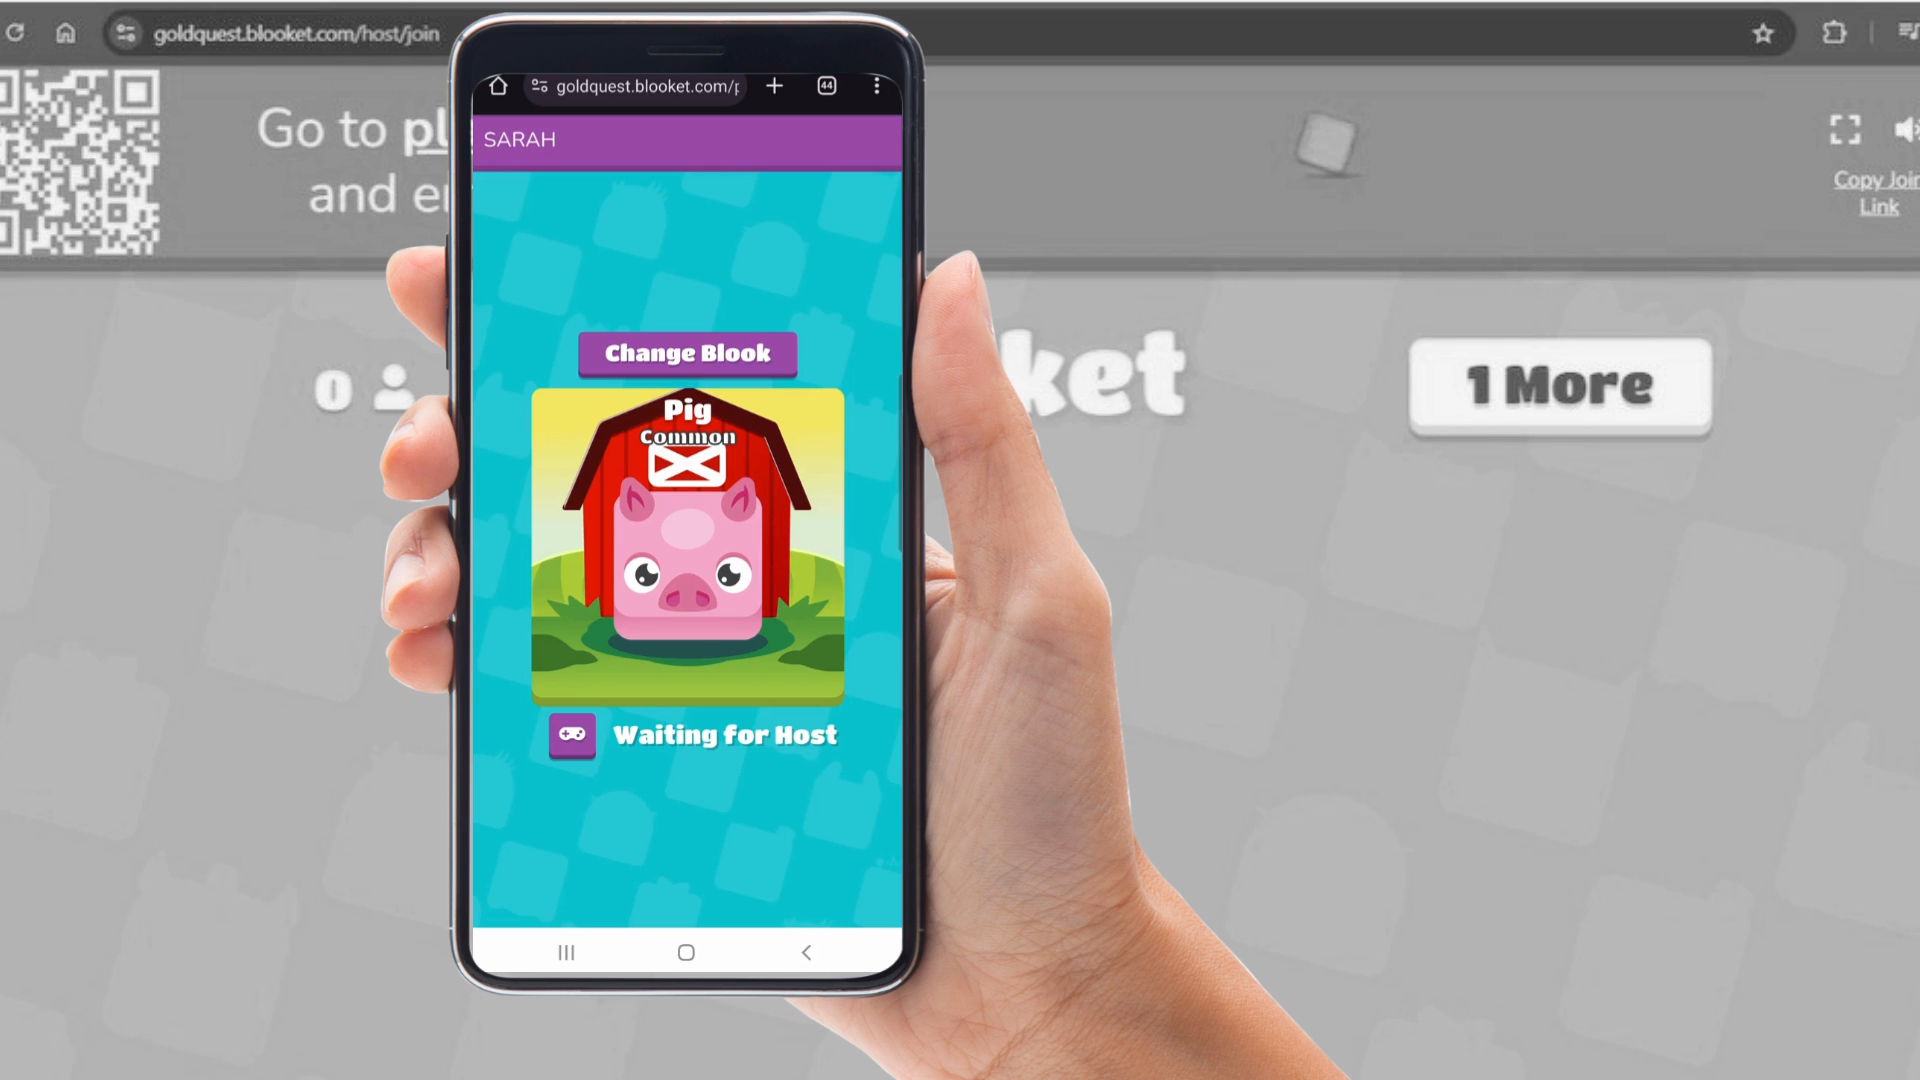 goldquest.blooket.com/host/join
Go to pl
and e
Copy Join
Link
0
ket
1 More
goldquest.blooket.com/p
44
SARAH
Change Blook
Pig
Common
Waiting for Host